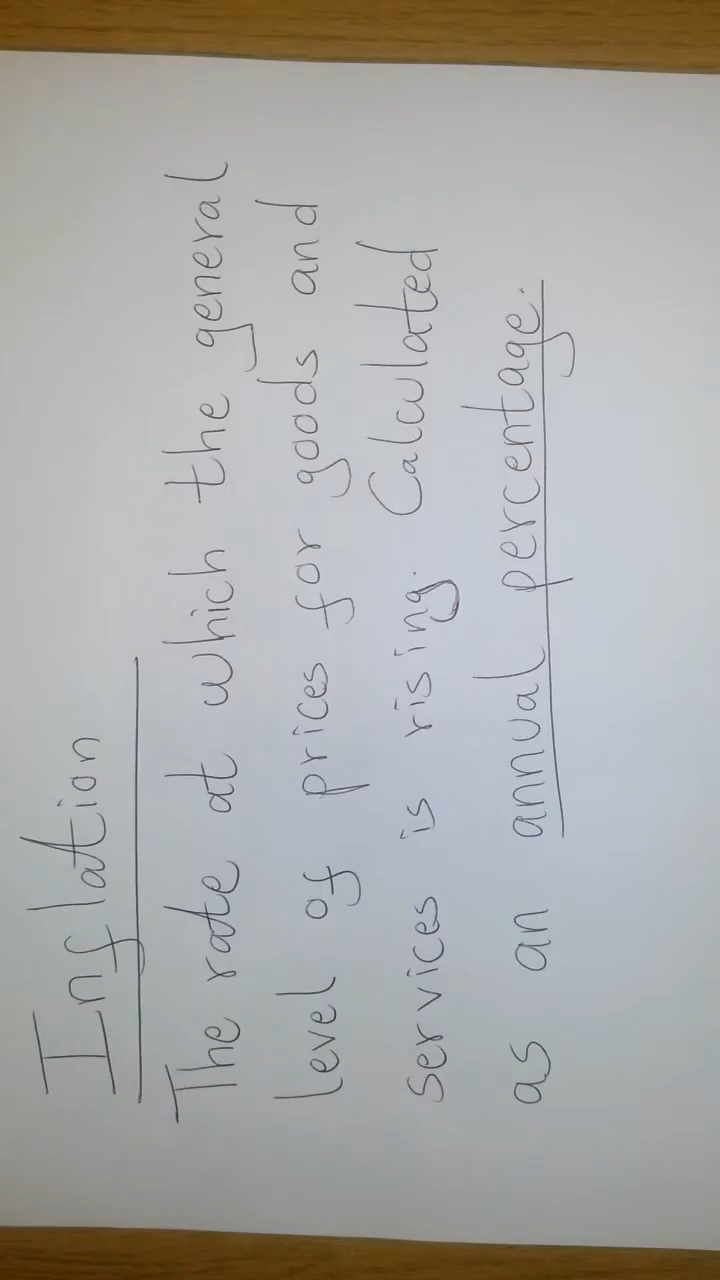 Inflation
The rate at which the general
level of prices for goods and
services is rising. Calculated
as an annual percentage.